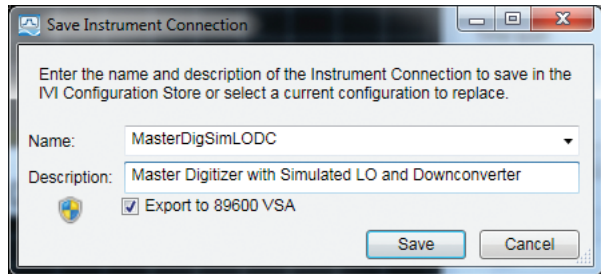 Save Instrument Connection
Enter the name and description of the Instrument Connection to save in the
IVI Configuration Store or select a current configuration to replace.
Name: MasterDigSimLODC
Description: Master Digitizer with Simulated LO and Downconverter
Export to 89600 VSA
Save Cancel